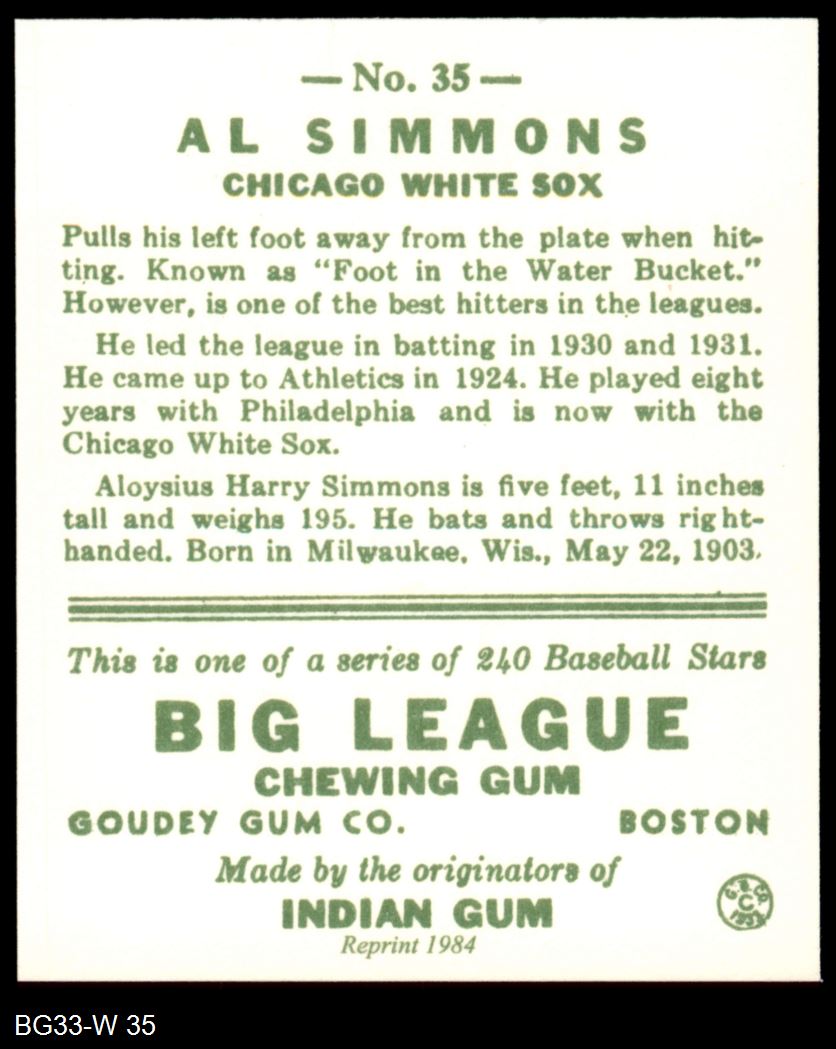 — No. 35 —
AL SIMMONS
CHICAGO WHITE SOX
Pulls his left foot away from the plate when hit-
ting. Known as "Foot in the Water Bucket."
However, is one of the best hitters in the leagues.
He led the league in batting in 1930 and 1931.
He came up to Athletics in 1924. He played eight
years with Philadelphia and is now with the
Chicago White Sox.
Aloysius Harry Simmons is five feet, 11 inches
tall and weighs 195. He bats and throws right-
handed. Born in Milwaukee, Wis., May 22, 1903.
This is one of a series of 240 Baseball Stars
BIG LEAGUE
CHEWING GUM
GOUDEY GUM CO. BOSTON
Made by the originators of
INDIAN GUM
Reprint 1984
C
BG33-W 35